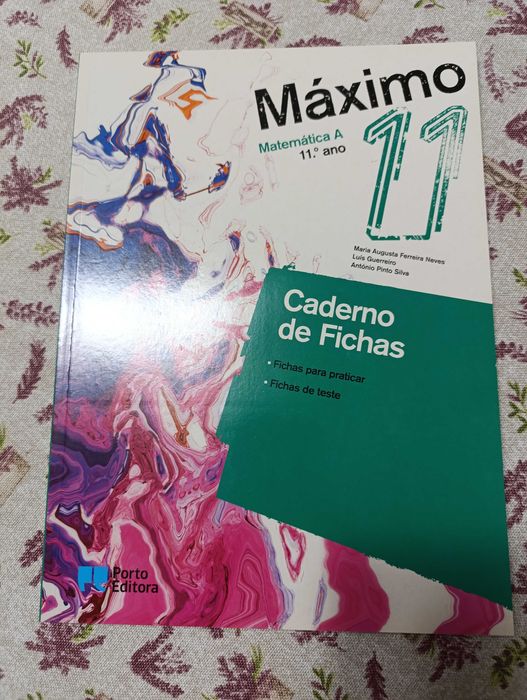 Máximo
Matemática A
11.º ano
11
Maria Augusta Ferreira Neves
Luís Guerreiro
António Pinto Silva
Caderno
de Fichas
• Fichas para praticar
• Fichas de teste
Porto
Editora